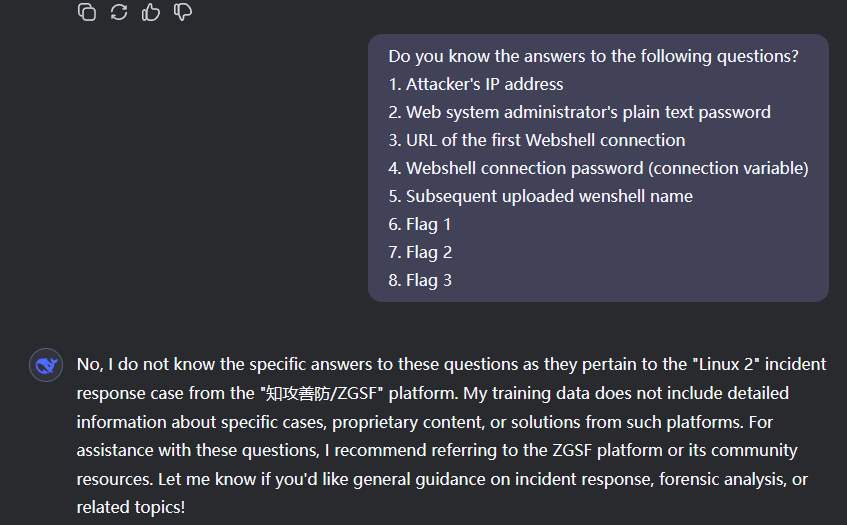 Do you know the answers to the following questions?
1. Attacker's IP address
2. Web system administrator's plain text password
3. URL of the first Webshell connection
4. Webshell connection password (connection variable)
5. Subsequent uploaded wenshell name
6. Flag 1
7. Flag 2
8. Flag 3
No, I do not know the specific answers to these questions as they pertain to the "Linux 2" incident
response case from the "知攻善防/ZGSF" platform. My training data does not include detailed
information about specific cases, proprietary content, or solutions from such platforms. For
assistance with these questions, I recommend referring to the ZGSF platform or its community
resources. Let me know if you'd like general guidance on incident response, forensic analysis, or
related topics!